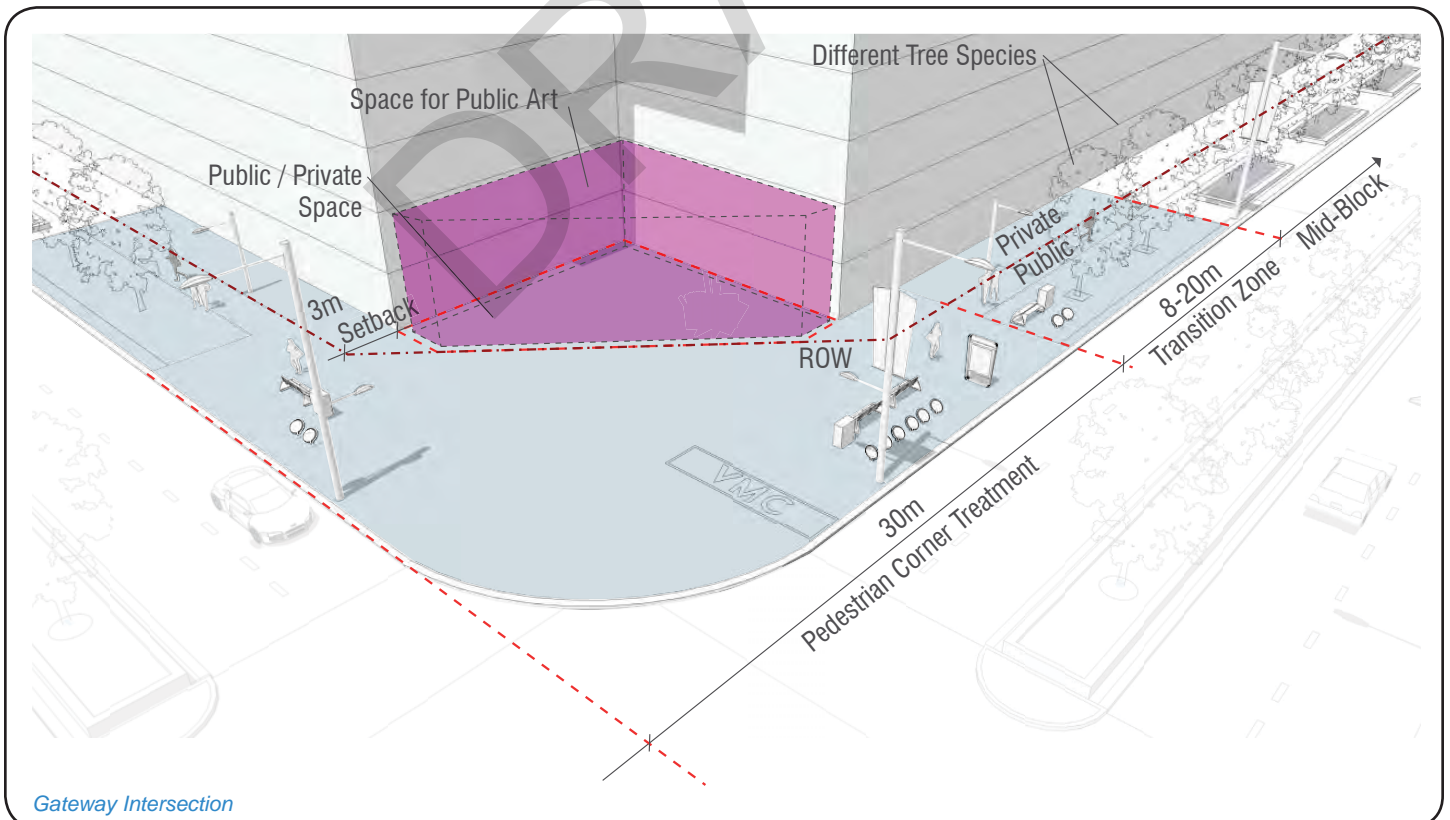 DRA
Different Tree Species
Space for Public Art
Public / Private
Space
Private
Public
Mid-Block
8-20m
Transition Zone
3m
Setback
ROW
VMC
30m
Pedestrian Corner Treatment
Gateway Intersection